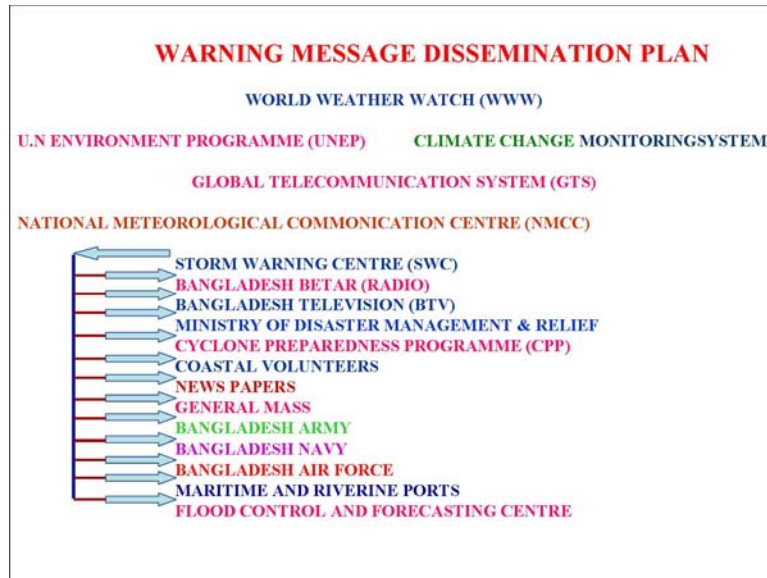 WARNING MESSAGE DISSEMINATION PLAN
WORLD WEATHER WATCH (WWW)
U.N ENVIRONMENT PROGRAMME (UNEP) CLIMATE CHANGE MONITORINGSYSTEM
GLOBAL TELECOMMUNICATION SYSTEM (GTS)
NATIONAL METEOROLOGICAL COMMONICATION CENTRE (NMCC)
STORM WARNING CENTRE (SWC)
BANGLADESH BETAR (RADIO)
BANGLADESH TELEVISION (BTV)
MINISTRY OF DISASTER MANAGEMENT & RELIEF
CYCLONE PREPAREDNESS PROGRAMME (CPP)
COASTAL VOLUNTEERS
NEWS PAPERS
GENERAL MASS
BANGLADESH ARMY
BANGLADESH NAVY
BANGLADESH AIR FORCE
MARITIME AND RIVERINE PORTS
FLOOD CONTROL AND FORECASTING CENTRE